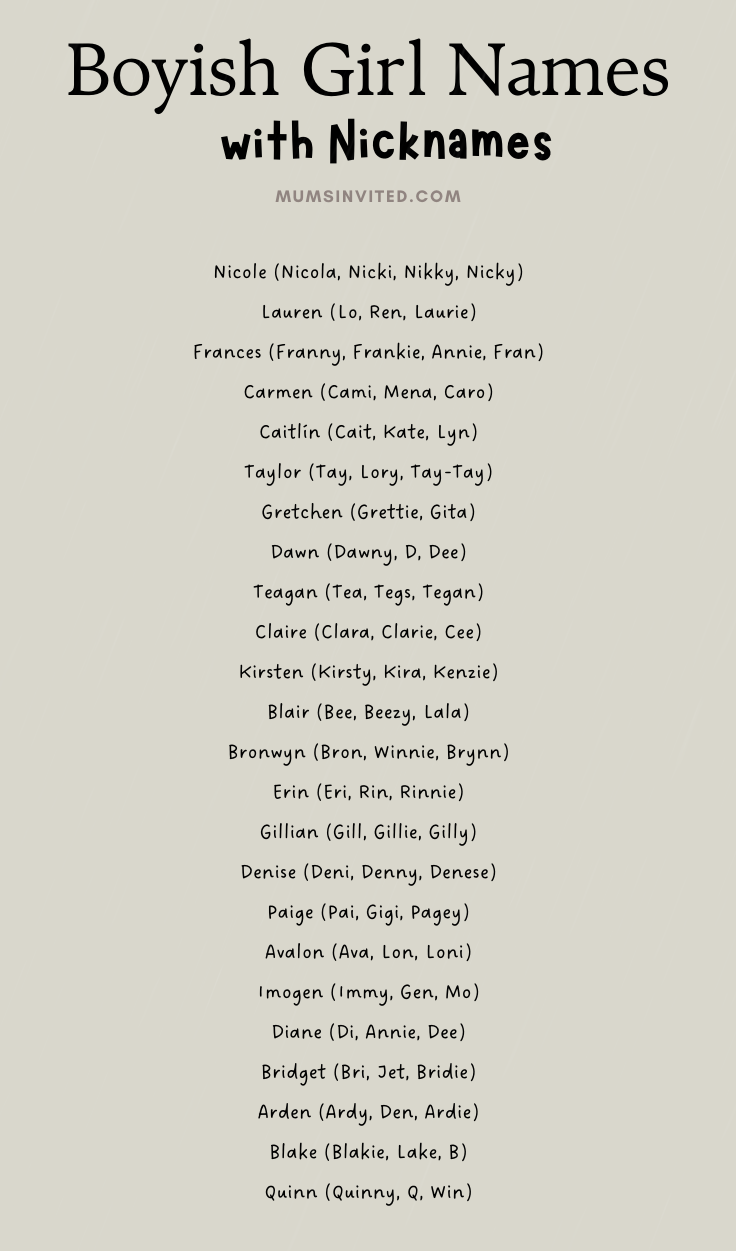 Boyish Girl Names
with Nicknames
MUMSINVITED.COM
Nicole (Nicola, Nicki, Nikky, Nicky)
Lauren (Lo, Ren, Laurie)
Frances (Franny, Frankie, Annie, Fran)
Carmen (Cami, Mena, Caro)
Caitlín (Cait, Kate, Lyn)
Taylor (Tay, Lory, Tay-Tay)
Gretchen (Grettie, Gita)
Dawn (Dawny, D, Dee)
Teagan (Tea, Tegs, Tegan)
Claire (Clara, Clarie, Cee)
Kirsten (Kirsty, Kira, Kenzie)
Blair (Bee, Beezy, Lala)
Bronwyn (Bron, Winnie, Brynn)
Erin (Eri, Rin, Rinnie)
Gillian (Gill, Gillie, Gilly)
Denise (Deni, Denny, Denese)
Paige (Pai, Gigi, Pagey)
Avalon (Ava, Lon, Loni)
Imogen (Immy, Gen, Mo)
Diane (Di, Annie, Dee)
Bridget (Bri, Jet, Bridie)
Arden (Ardy, Den, Ardie)
Blake (Blakie, Lake, B)
Quinn (Quinny, Q, Win)